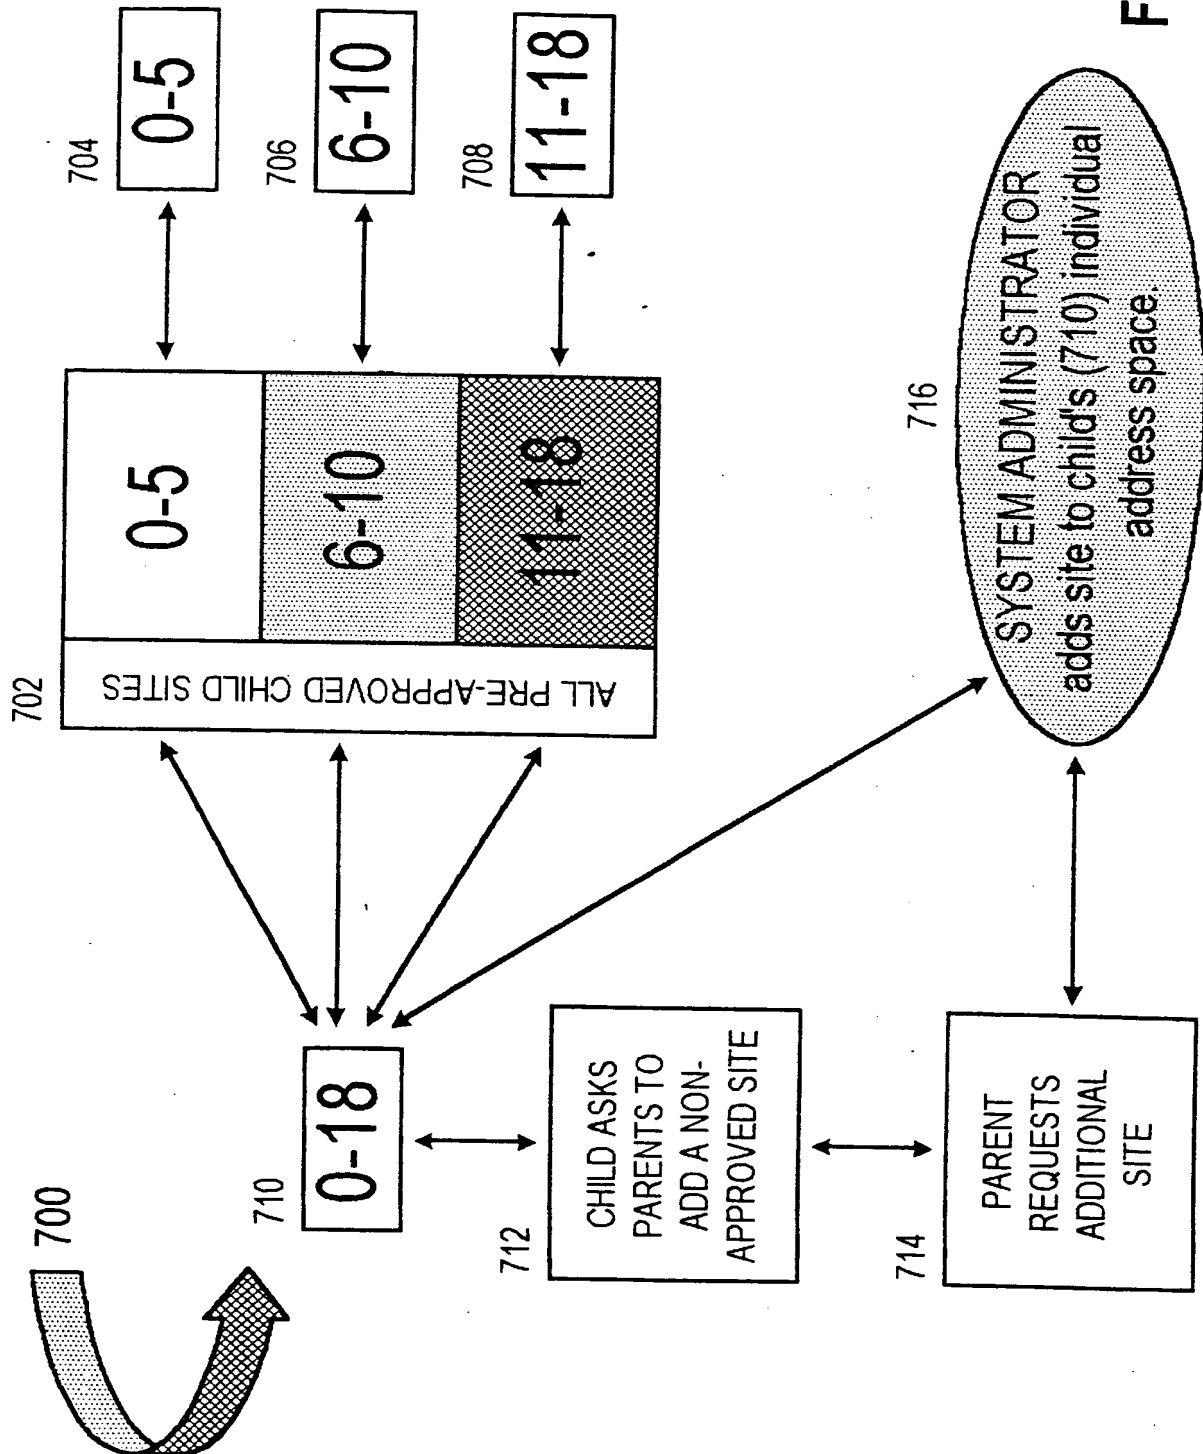 700
702
ALL PRE-APPROVED CHILD SITES
0-5
6-10
11-18
704
0-5
706
6-10
708
11-18
710
0-18
712
CHILD ASKS
PARENTS TO
ADD A NON-
APPROVED SITE
714
PARENT
REQUESTS
ADDITIONAL
SITE
716
SYSTEM ADMINISTRATOR
adds site to child's (710) individual
address space.
F